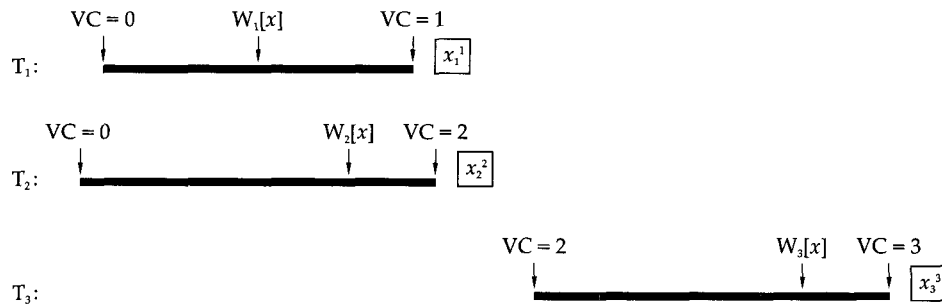 VC = 0 W₁[x] VC = 1
T₁: x₁¹
VC = 0 W₂[x] VC = 2
T₂: x₂²
VC = 2 W₃[x] VC = 3
T₃: x₃³